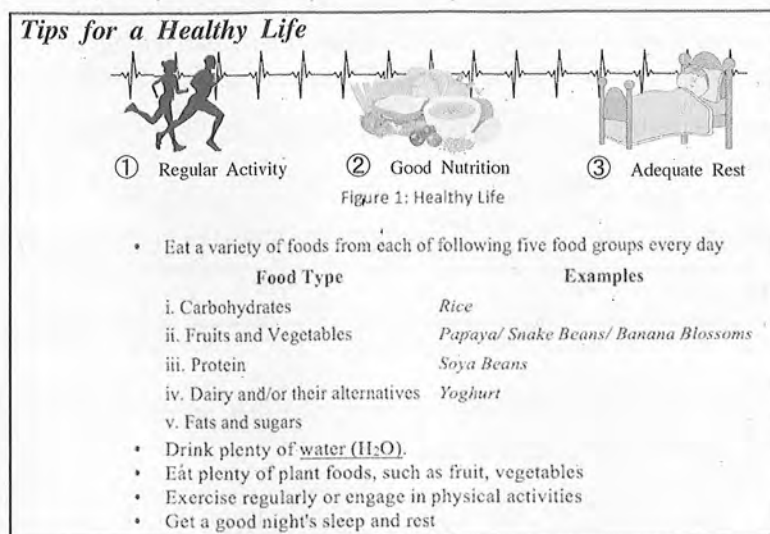 Tips for a Healthy Life
① Regular Activity ② Good Nutrition ③ Adequate Rest
Figure 1: Healthy Life
• Eat a variety of foods from each of following five food groups every day
Food Type Examples
i. Carbohydrates Rice
ii. Fruits and Vegetables Papaya/ Snake Beans/ Banana Blossoms
iii. Protein Soya Beans
iv. Dairy and/or their alternatives Yoghurt
v. Fats and sugars
• Drink plenty of water (H₂O).
• Eat plenty of plant foods, such as fruit, vegetables
• Exercise regularly or engage in physical activities
• Get a good night's sleep and rest